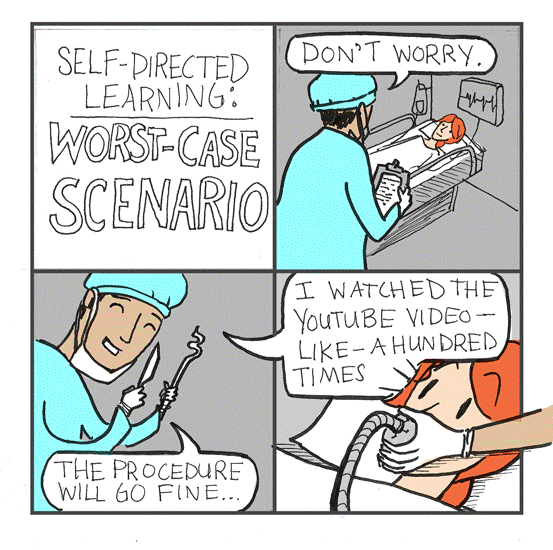 SELF-DIRECTED
LEARNING:
WORST-CASE
SCENARIO
DON'T WORRY.
THE PROCEDURE
WILL GO FINE...
I WATCHED THE
YOUTUBE VIDEO—
LIKE—A HUNDRED
TIMES